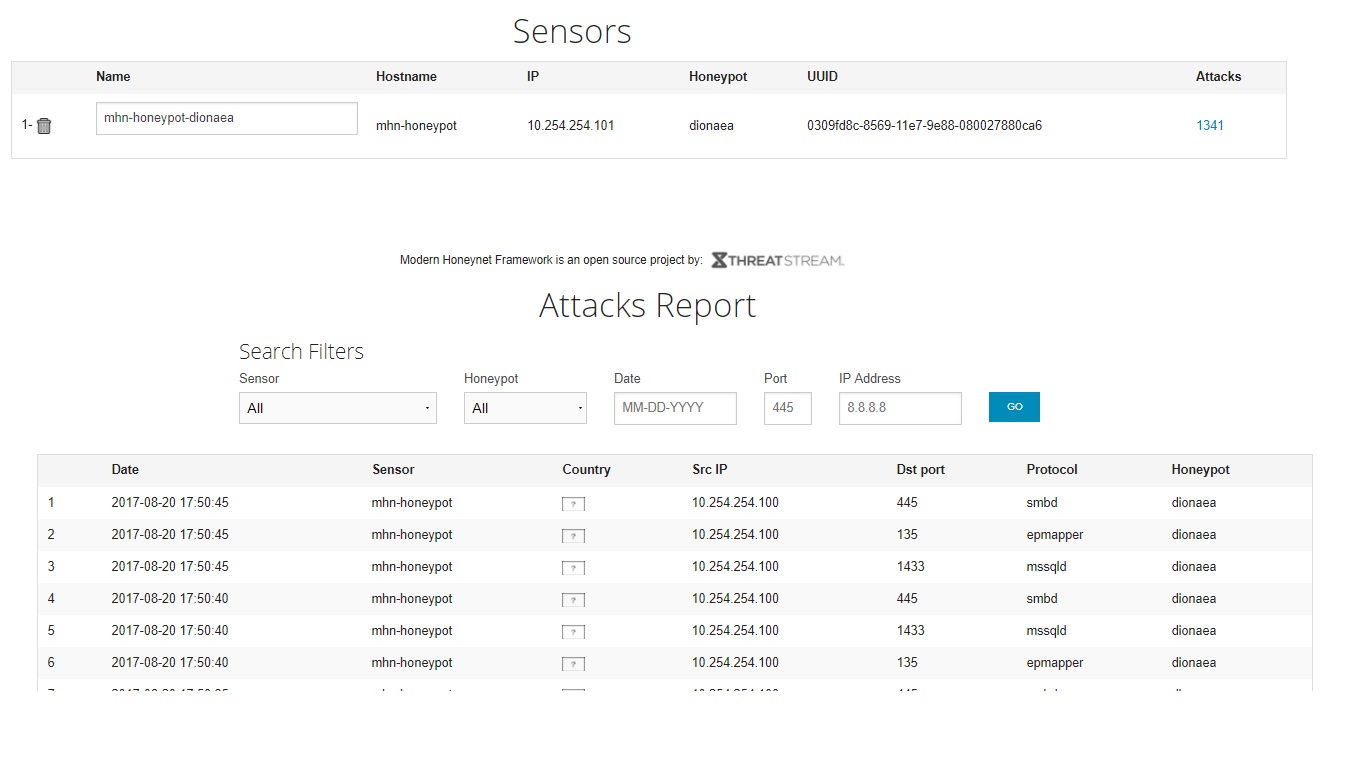 Sensors
Name Hostname IP Honeypot UUID Attacks
1- mhn-honeypot-dionaea mhn-honeypot 10.254.254.101 dionaea 0309fd8c-8569-11e7-9e88-080027880ca6 1341
Modern Honeynet Framework is an open source project by: THREATSTREAM
Attacks Report
Search Filters
Sensor Honeypot Date Port IP Address
All All MM-DD-YYYY 445 8.8.8.8 GO
Date Sensor Country Src IP Dst port Protocol Honeypot
1 2017-08-20 17:50:45 mhn-honeypot ? 10.254.254.100 445 smbd dionaea
2 2017-08-20 17:50:45 mhn-honeypot ? 10.254.254.100 135 epmapper dionaea
3 2017-08-20 17:50:45 mhn-honeypot ? 10.254.254.100 1433 mssqld dionaea
4 2017-08-20 17:50:40 mhn-honeypot ? 10.254.254.100 445 smbd dionaea
5 2017-08-20 17:50:40 mhn-honeypot ? 10.254.254.100 1433 mssqld dionaea
6 2017-08-20 17:50:40 mhn-honeypot ? 10.254.254.100 135 epmapper dionaea